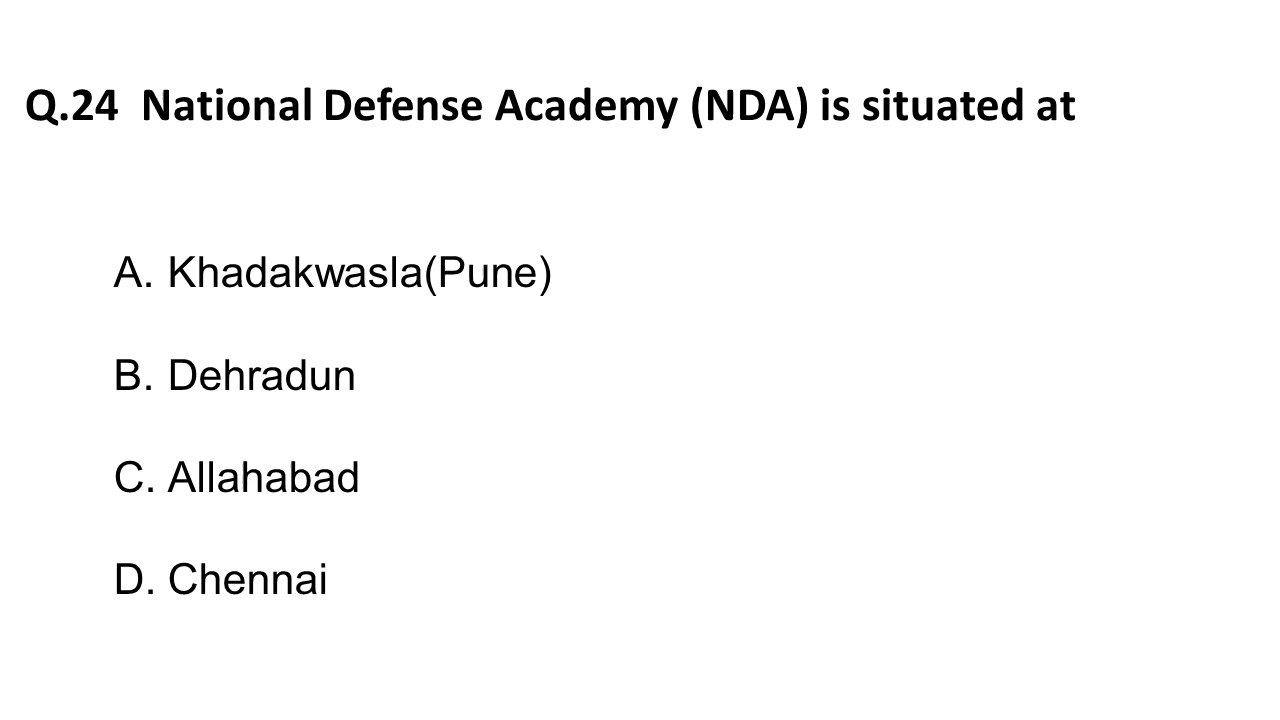 Q.24  National Defense Academy (NDA) is situated at
A. Khadakwasla(Pune)
B. Dehradun
C. Allahabad
D. Chennai